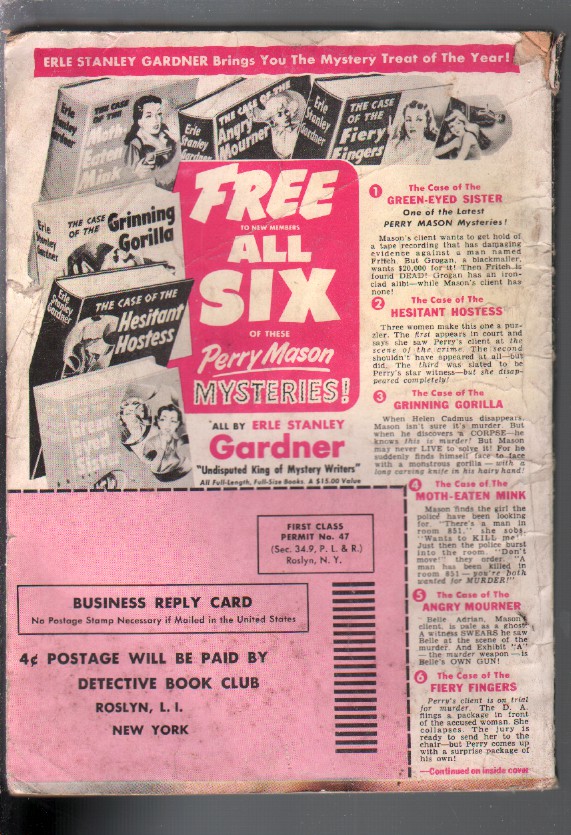 ERLE STANLEY GARDNER Brings You The Mystery Treat of The Year!
Erle
Stanley
Gardner
THE CASE
OF THE
Moth-
Eaten
Mink
Erle
Stanley
Gardner
THE CASE OF THE
Angry
Mourner
Erle
Stanley
Gardner
THE CASE
OF THE
Fiery
Fingers
Erle
Stanley
Gardner
THE CASE
OF THE
Grinning
Gorilla
Erle
Stanley
Gardner
THE CASE OF THE
Hesitant
Hostess
Green-
Eyed
Sister
FREE
TO NEW MEMBERS
ALL
SIX
OF THESE
Perry Mason
MYSTERIES!
ALL BY ERLE STANLEY
Gardner
"Undisputed King of Mystery Writers"
All Full-Length, Full-Size Books. A $15.00 Value
1 The Case of The
GREEN-EYED SISTER
One of the Latest
PERRY MASON Mysteries!
Mason's client wants to get hold of
a tape recording that has damaging
evidence against a man named
Fritch. But Grogan, a blackmailer,
wants $20,000 for it! Then Fritch is
found DEAD! Grogan has an iron-
clad alibi—while Mason's client has
none!
2 The Case of The
HESITANT HOSTESS
Three women make this one a puz-
zler. The first appears in court and
says she saw Perry's client at the
scene of the crime. The second
shouldn't have appeared at all—but
did. The third was slated to be
Perry's star witness—but she disap-
peared completely!
3 The Case of The
GRINNING GORILLA
When Helen Cadmus disappears,
Mason isn't sure it's murder. But
when he discovers a CORPSE—he
knows this is murder! But Mason
may never LIVE to solve it! For he
suddenly finds himself face to face
with a monstrous gorilla — with a
long carving knife in his hairy hand!
4 The Case of The
MOTH-EATEN MINK
Mason finds the girl the
police have been looking
for. "There's a man in
room 851," she sobs.
"Wants to KILL me"
Just then the police burst
into the room. "Don't
move!" they order. "A
man has been killed in
room 851 — you're both
wanted for MURDER!"
5 The Case of The
ANGRY MOURNER
Belle Adrian, Mason's
client, is pale as a ghost.
A witness SWEARS he saw
Belle at the scene of the
murder. And Exhibit "A"
— the murder weapon — is
Belle's OWN GUN!
6 The Case of The
FIERY FINGERS
Perry's client is on trial
for murder. The D. A.
flings a package in front
of the accused woman. She
collapses. The jury is
ready to send her to the
chair—but Perry comes up
with a surprise package of
his own!
—Continued on inside cover
FIRST CLASS
PERMIT No. 47
(Sec. 34.9, P. L. & R.)
Roslyn, N. Y.
BUSINESS REPLY CARD
No Postage Stamp Necessary if Mailed in the United States
4¢ POSTAGE WILL BE PAID BY
DETECTIVE BOOK CLUB
ROSLYN, L. I.
NEW YORK